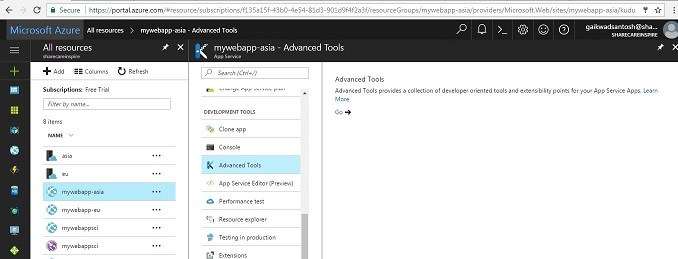 Secure https://portal.azure.com/#resource/subscriptions/f135a15f-43b0-4e54-81d3-901d9f4f2a3f/resourceGroups/mywebapp-asia/providers/Microsoft.Web/sites/mywebapp-asia/kudu
Microsoft Azure All resources > mywebapp-asia - Advanced Tools
gaikwadsantosh@sha...
SHARECAREINSPIRE
All resources
sharecareinspire
Add Columns Refresh
Subscriptions: Free Trial
Filter by name...
8 items
NAME
asia
eu
mywebapp-asia
mywebapp-eu
mywebappsci
mywebappsci
mywebapp-asia - Advanced Tools
App Service
Search (Ctrl+/)
Change App Service plan
DEVELOPMENT TOOLS
Clone app
Console
Advanced Tools
App Service Editor (Preview)
Performance test
Resource explorer
Testing in production
Extensions
Advanced Tools
Advanced Tools provides a collection of developer oriented tools and extensibility points for your App Service Apps. Learn
More
Go